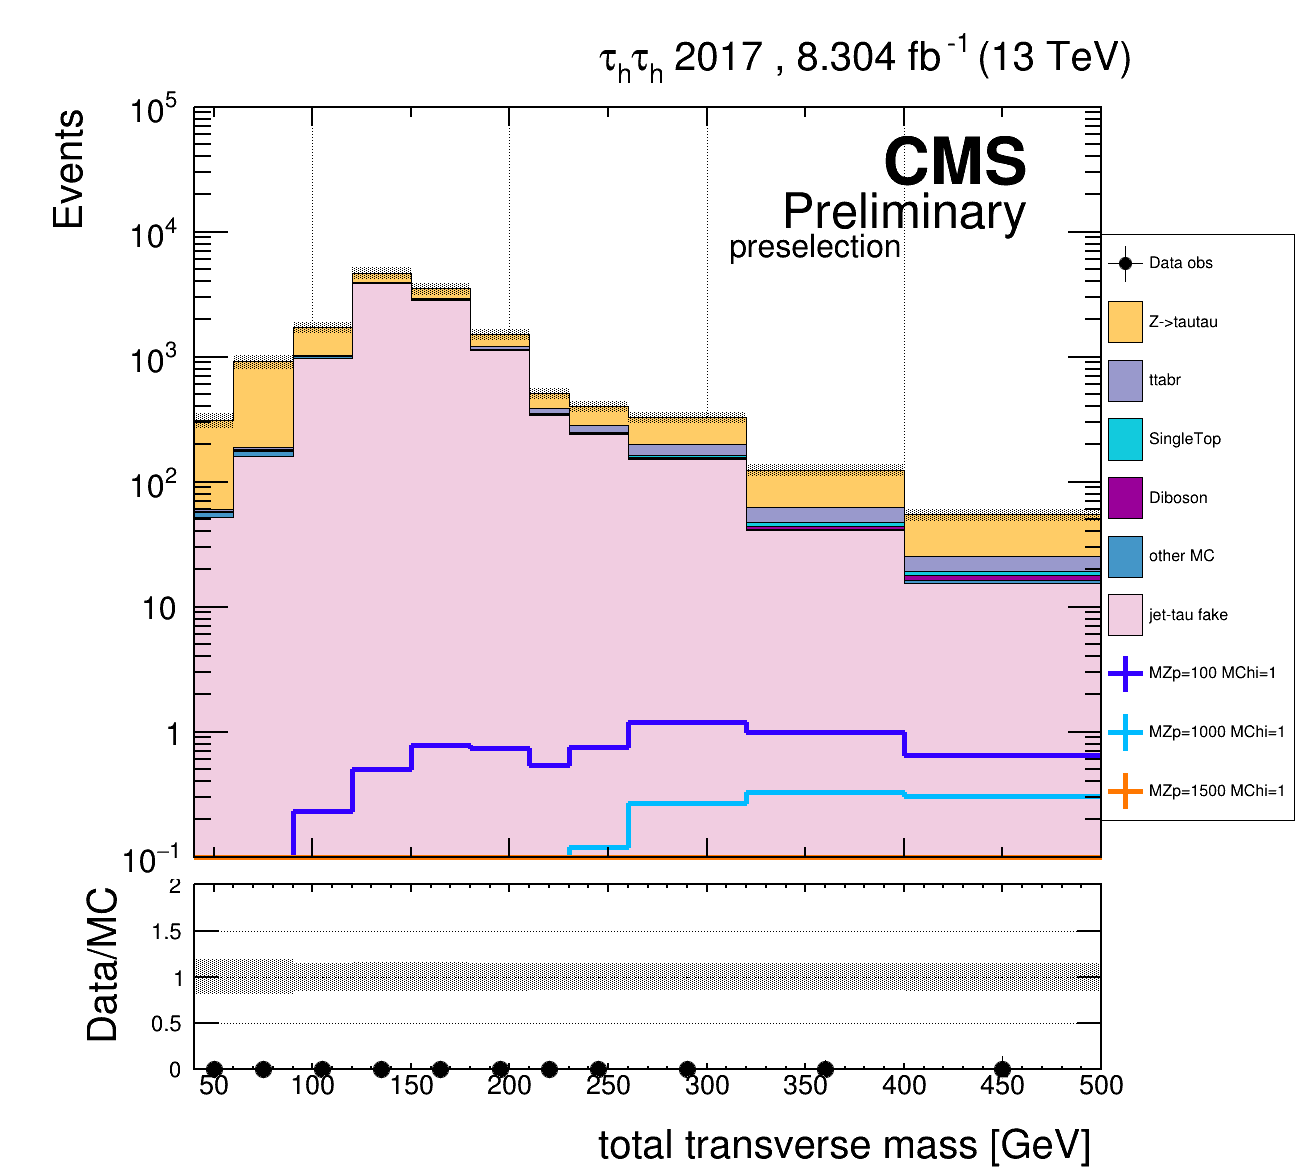 τhτh 2017 , 8.304 fb-1 (13 TeV)
Events
10^5
10^4
10^3
10^2
10
1
10^−1
CMS
Preliminary
preselection
Data obs
Z->tautau
ttabr
SingleTop
Diboson
other MC
jet-tau fake
MZp=100 MChi=1
MZp=1000 MChi=1
MZp=1500 MChi=1
Data/MC
2
1.5
1
0.5
0
50 100 150 200 250 300 350 400 450 500
total transverse mass [GeV]